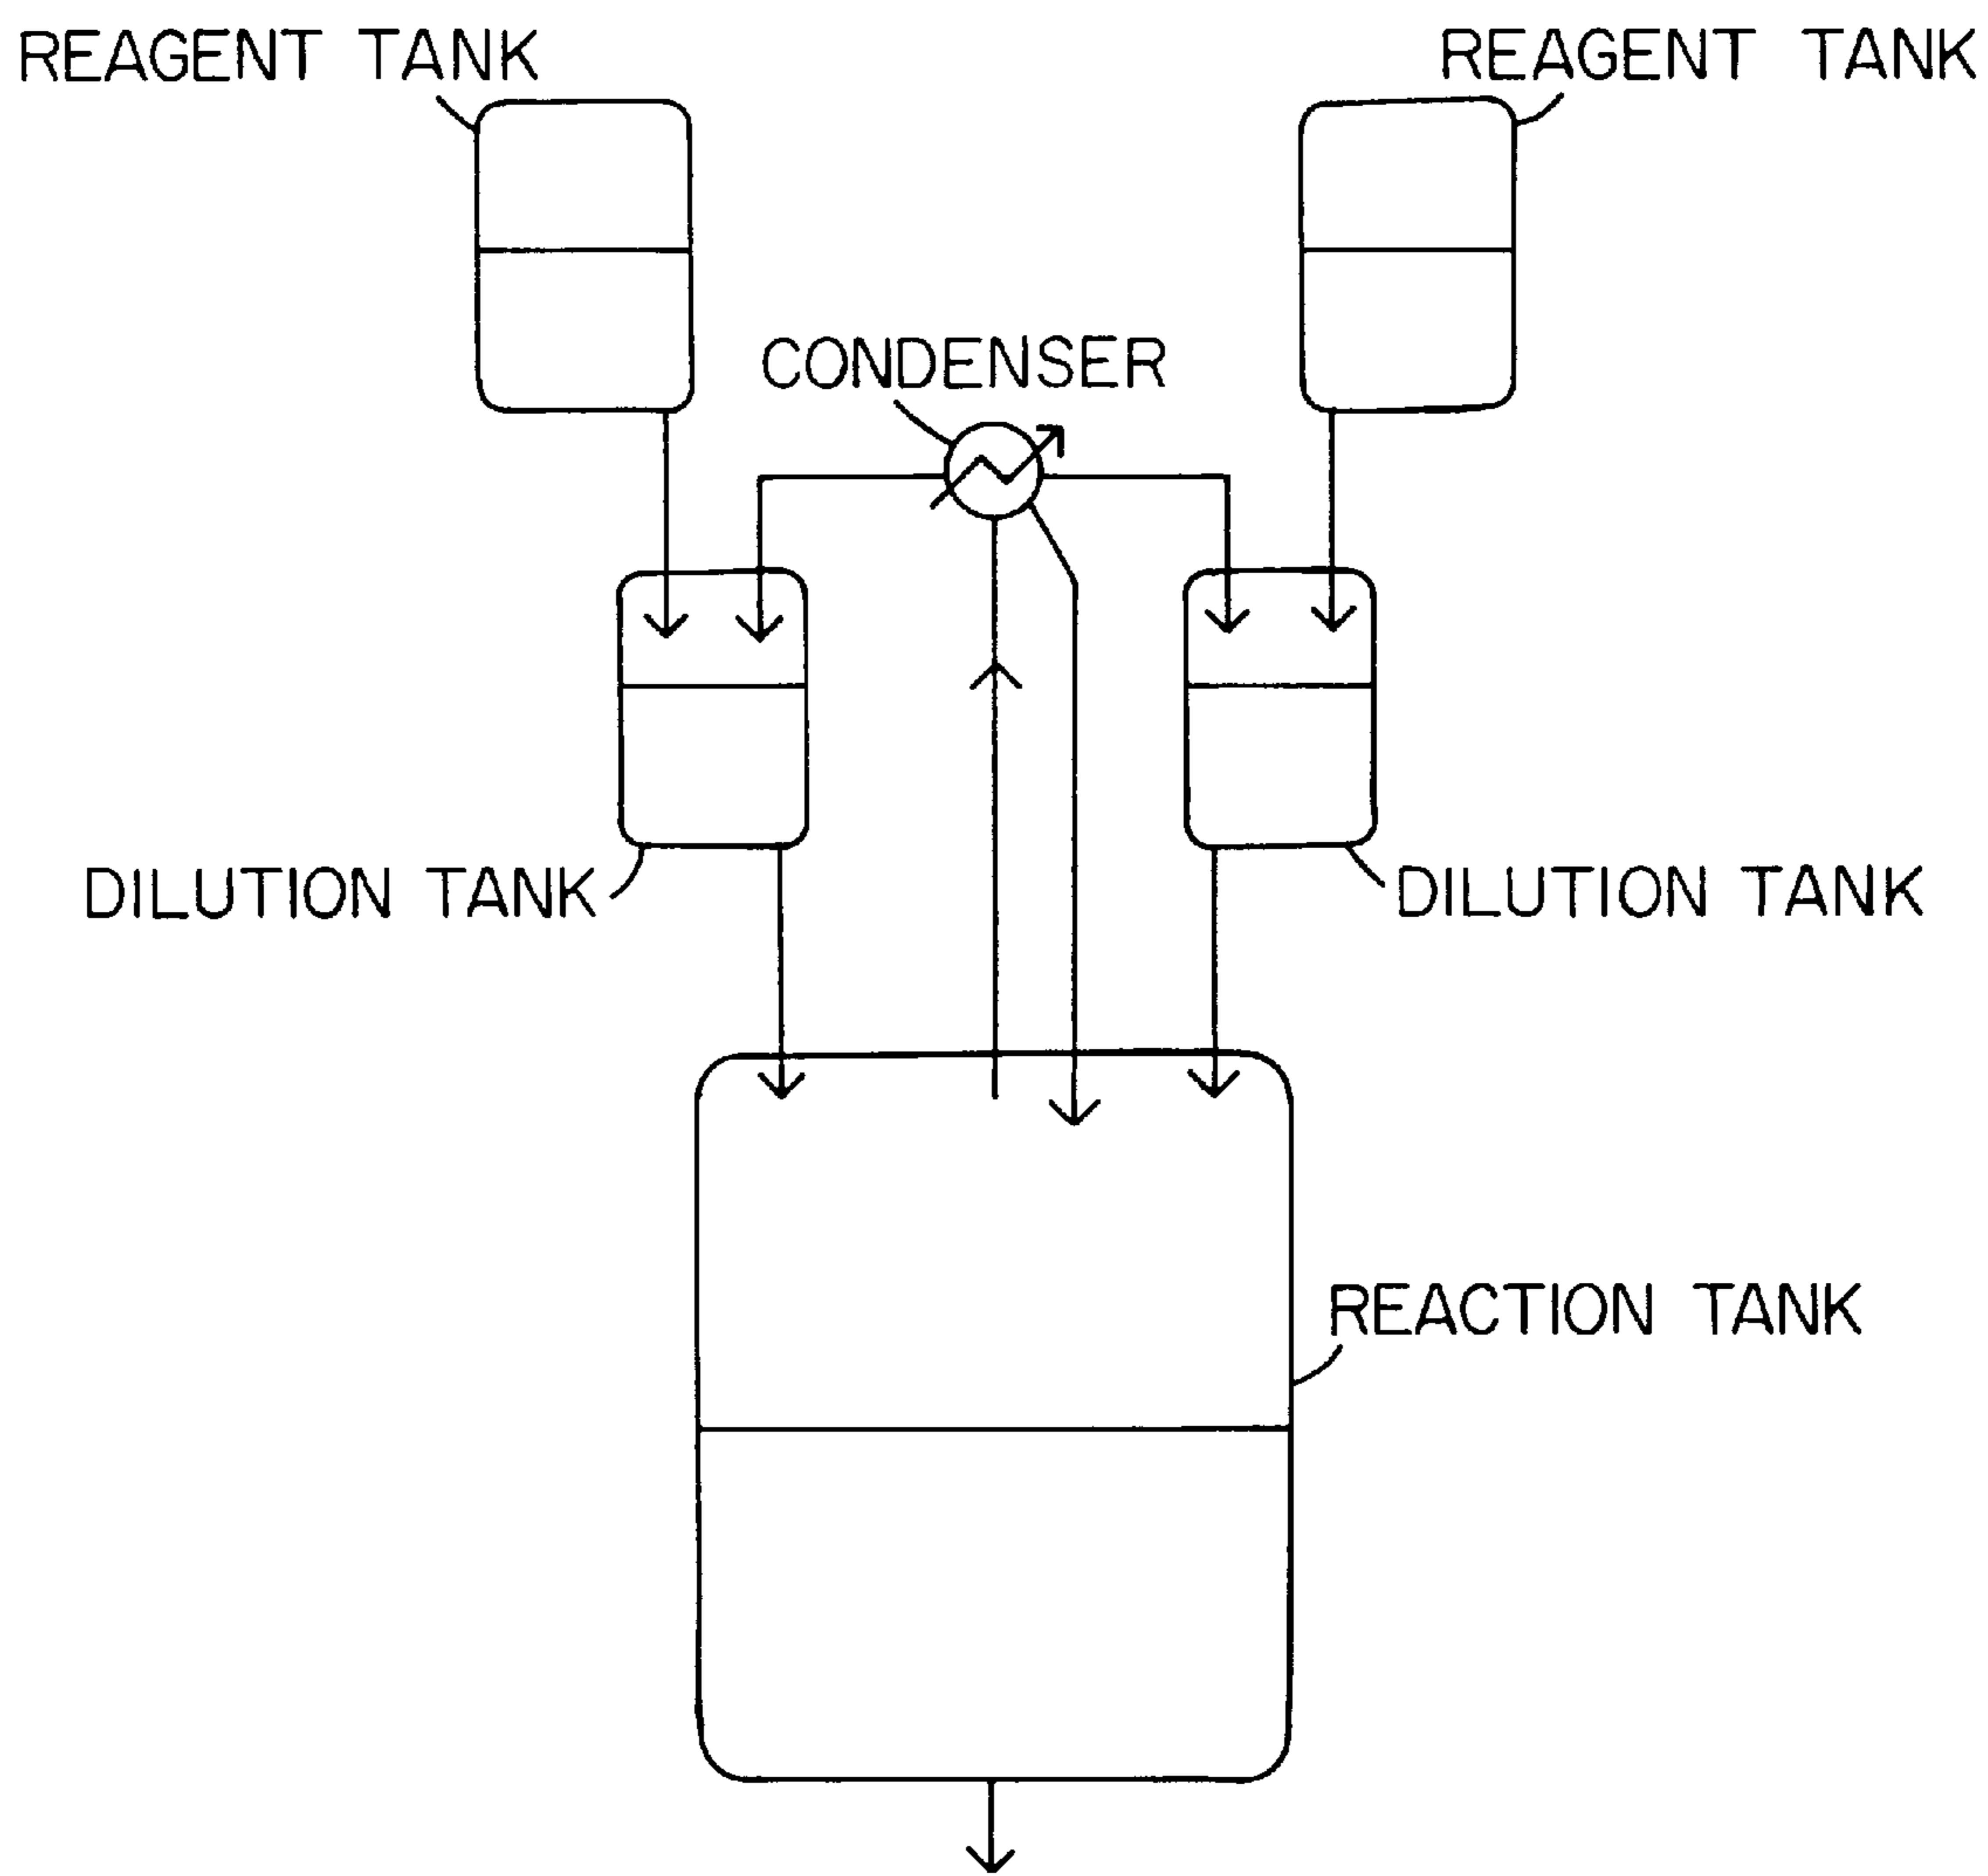 REAGENT TANK
REAGENT TANK
CONDENSER
DILUTION TANK
DILUTION TANK
REACTION TANK